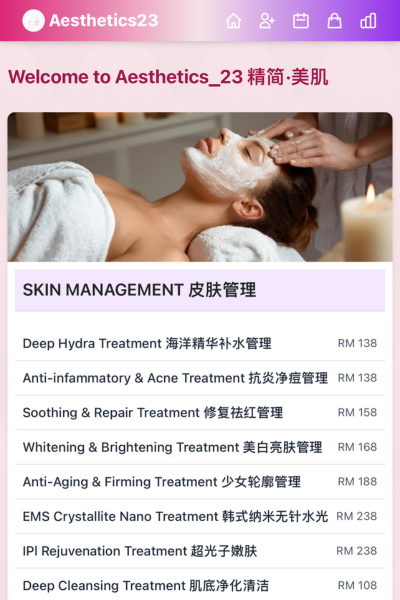 Aesthetics23
Welcome to Aesthetics_23 精简·美肌
SKIN MANAGEMENT 皮肤管理
Deep Hydra Treatment 海洋精华补水管理 RM 138
Anti-infammatory & Acne Treatment 抗炎净痘管理 RM 138
Soothing & Repair Treatment 修复祛红管理 RM 158
Whitening & Brightening Treatment 美白亮肤管理 RM 168
Anti-Aging & Firming Treatment 少女轮廓管理 RM 188
EMS Crystallite Nano Treatment 韩式纳米无针水光 RM 238
IPl Rejuvenation Treatment 超光子嫩肤 RM 238
Deep Cleansing Treatment 肌底净化清洁 RM 108